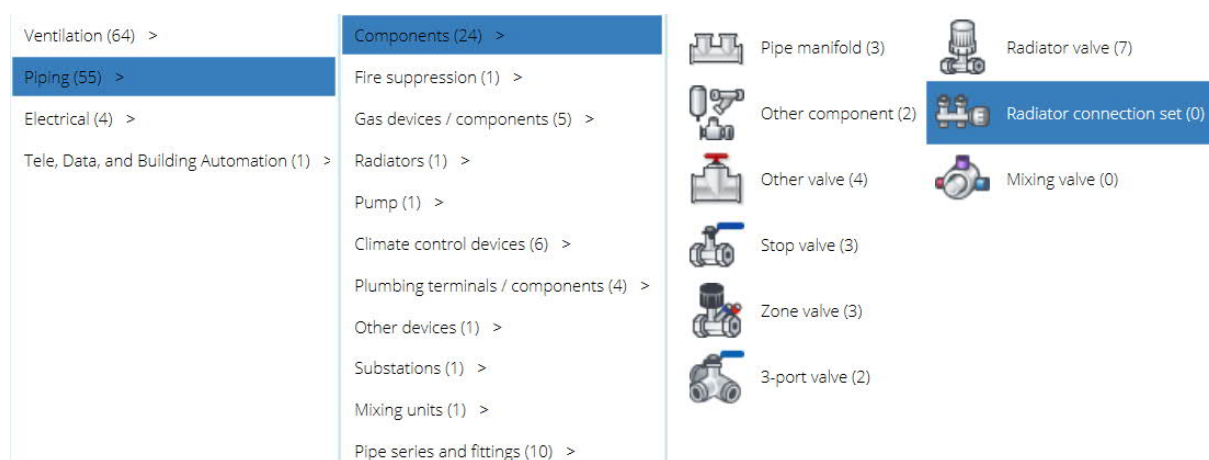 Ventilation (64) >
Piping (55) >
Electrical (4) >
Tele, Data, and Building Automation (1) >
Components (24) >
Fire suppression (1) >
Gas devices / components (5) >
Radiators (1) >
Pump (1) >
Climate control devices (6) >
Plumbing terminals / components (4) >
Other devices (1) >
Substations (1) >
Mixing units (1) >
Pipe series and fittings (10) >
Pipe manifold (3)
Other component (2)
Other valve (4)
Stop valve (3)
Zone valve (3)
3-port valve (2)
Radiator valve (7)
Radiator connection set (0)
Mixing valve (0)